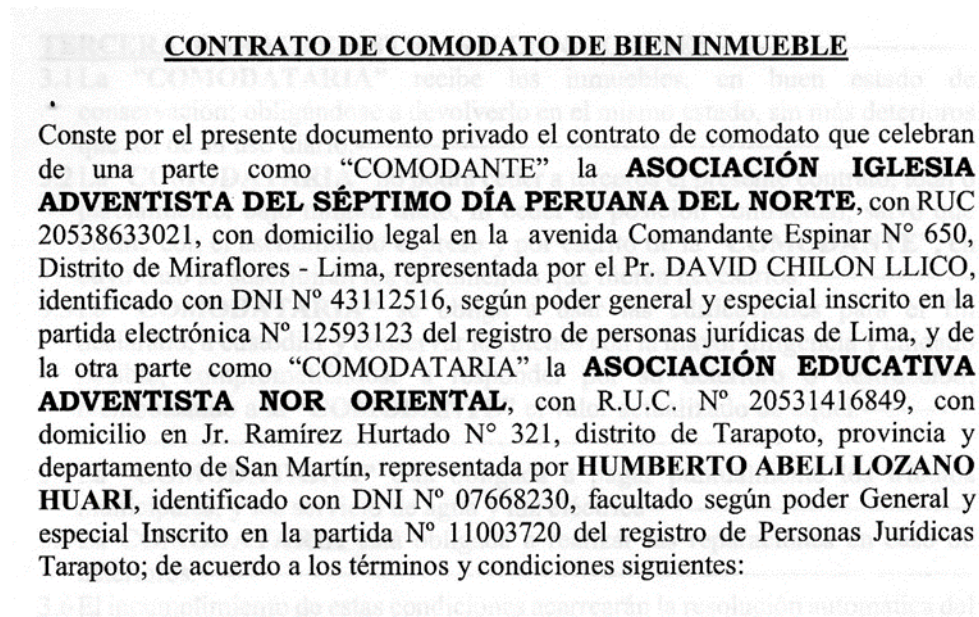 CONTRATO DE COMODATO DE BIEN INMUEBLE
Conste por el presente documento privado el contrato de comodato que celebran
de una parte como “COMODANTE” la ASOCIACIÓN IGLESIA
ADVENTISTA DEL SÉPTIMO DÍA PERUANA DEL NORTE, con RUC
20538633021, con domicilio legal en la avenida Comandante Espinar Nº 650,
Distrito de Miraflores - Lima, representada por el Pr. DAVID CHILON LLICO,
identificado con DNI Nº 43112516, según poder general y especial inscrito en la
partida electrónica Nº 12593123 del registro de personas jurídicas de Lima, y de
la otra parte como “COMODATARIA” la ASOCIACIÓN EDUCATIVA
ADVENTISTA NOR ORIENTAL, con R.U.C. Nº 20531416849, con
domicilio en Jr. Ramírez Hurtado N° 321, distrito de Tarapoto, provincia y
departamento de San Martín, representada por HUMBERTO ABELI LOZANO
HUARI, identificado con DNI Nº 07668230, facultado según poder General y
especial Inscrito en la partida Nº 11003720 del registro de Personas Jurídicas
Tarapoto; de acuerdo a los términos y condiciones siguientes: